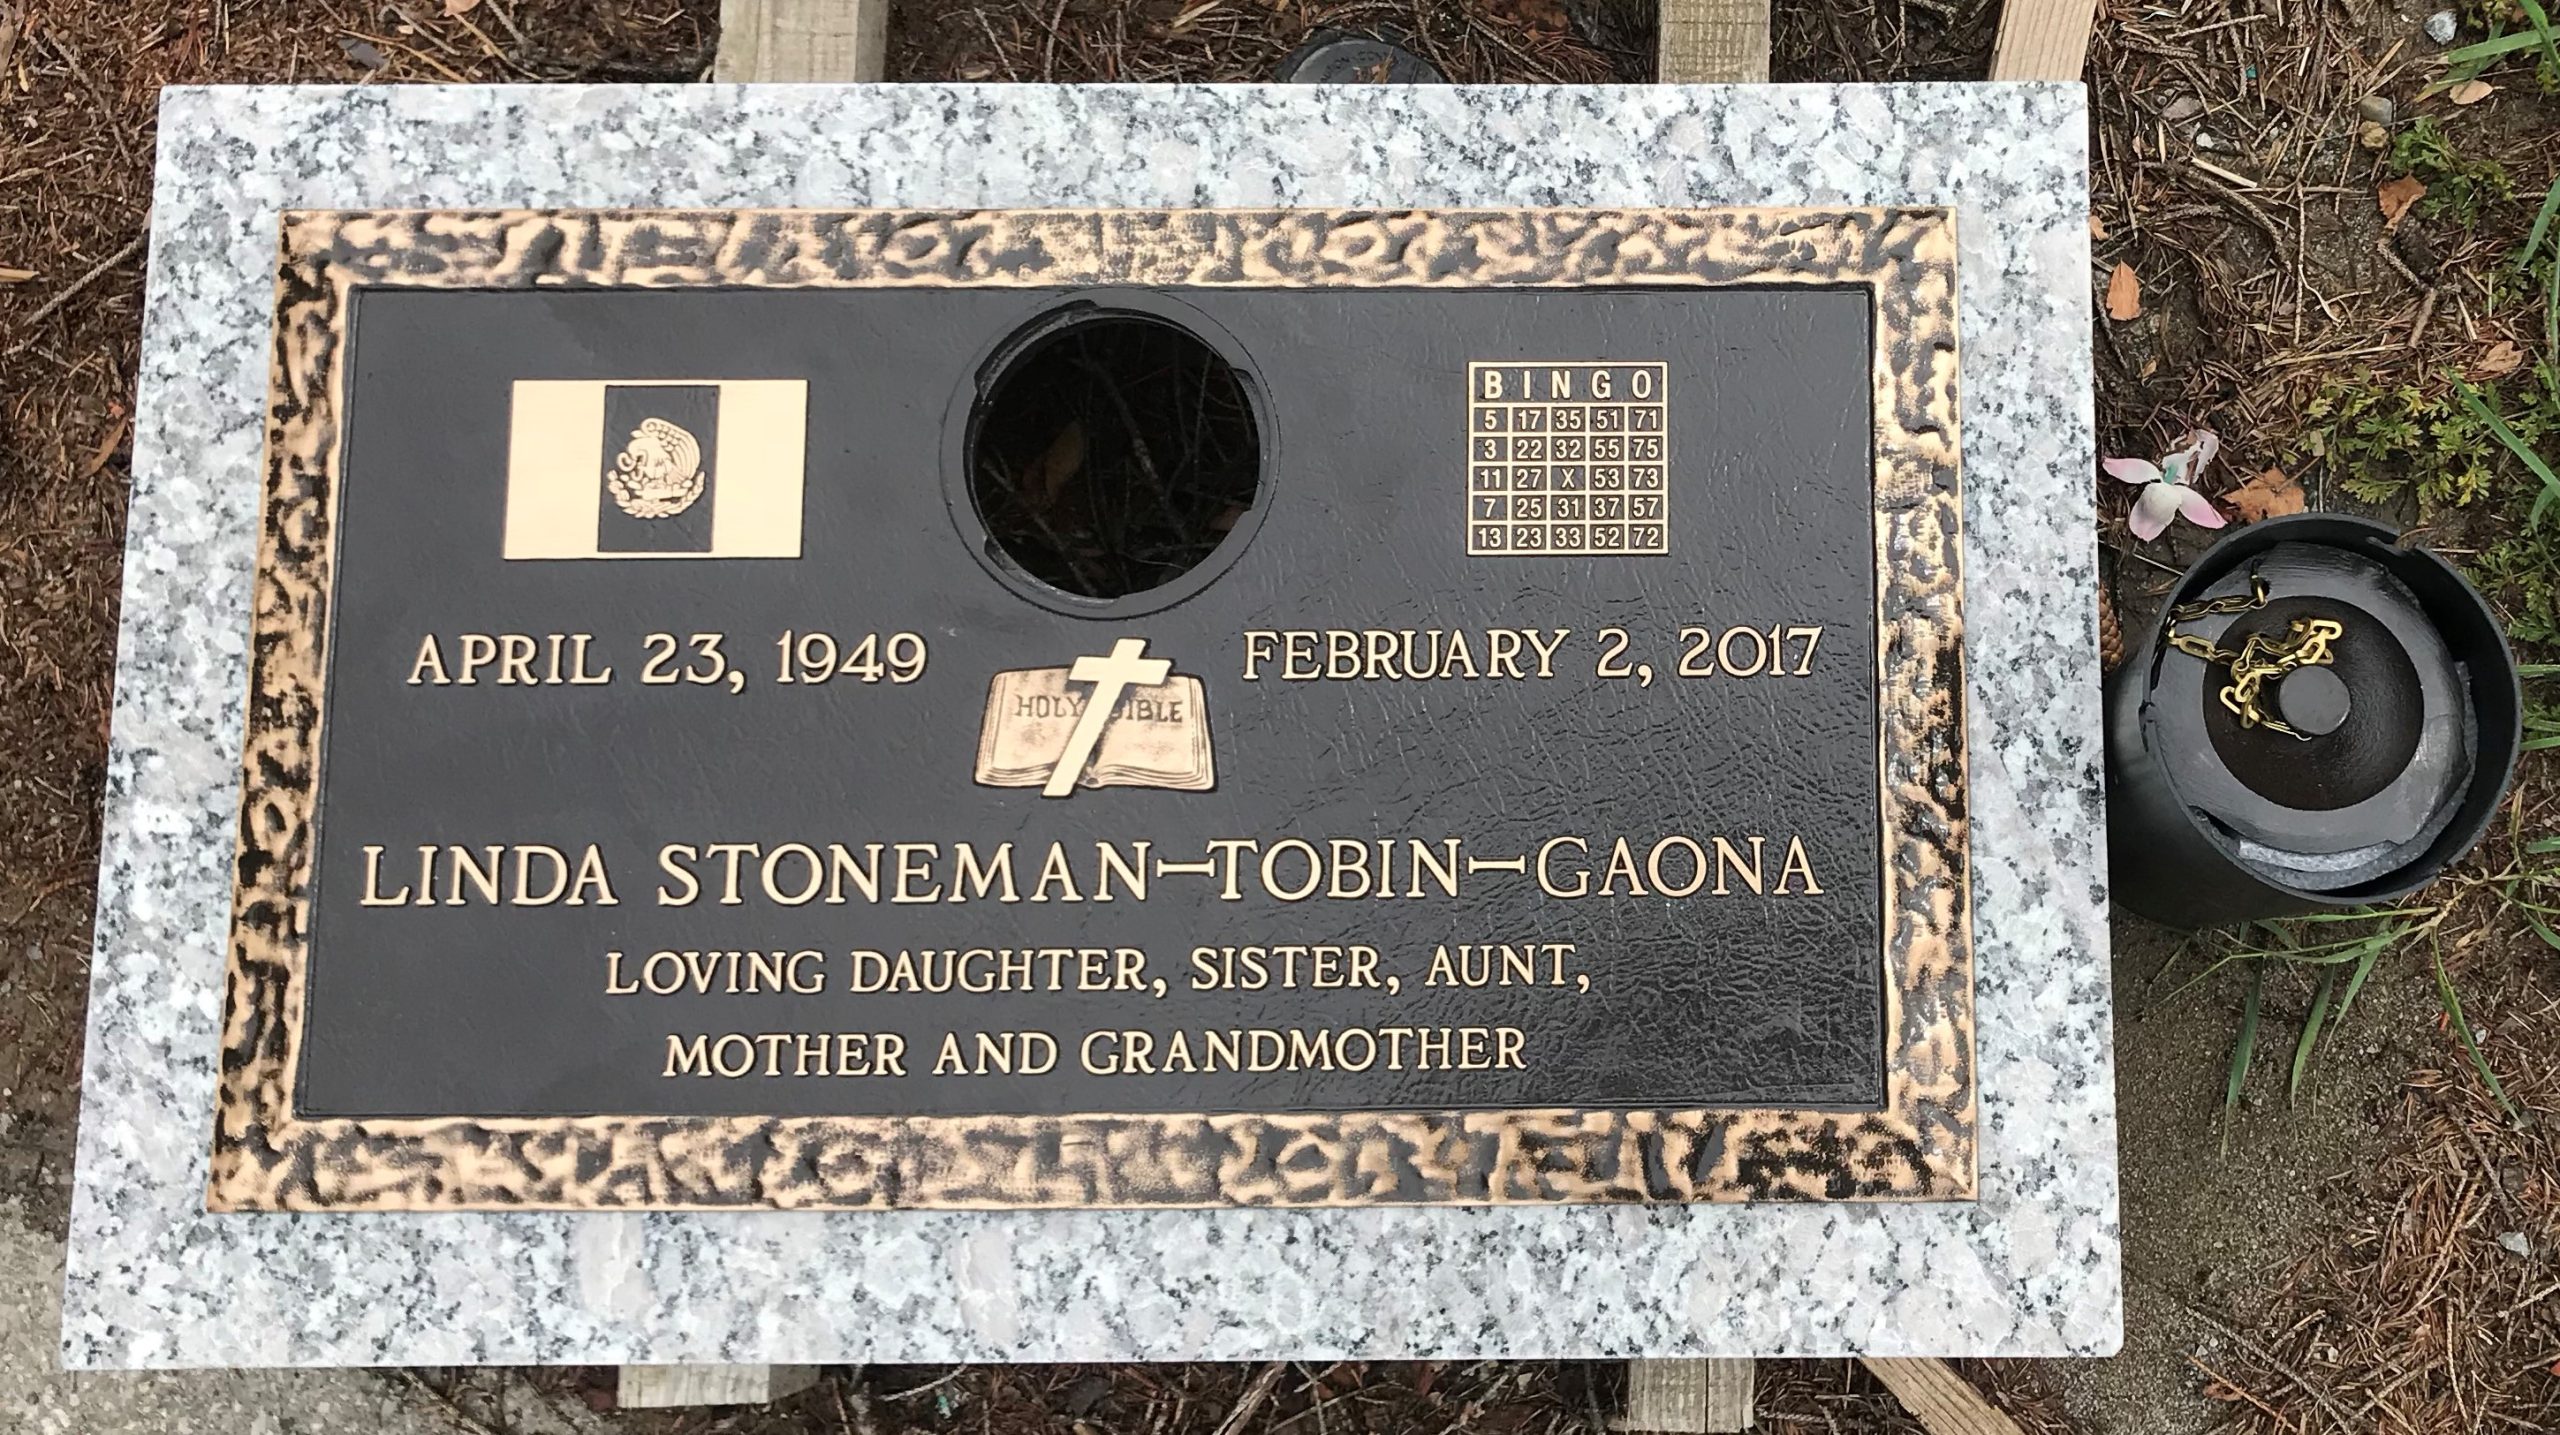 B I N G O
5 17 35 51 71
3 22 32 55 75
11 27 X 53 73
7 25 31 37 57
13 23 33 52 72
APRIL 23, 1949
FEBRUARY 2, 2017
HOLY BIBLE
LINDA STONEMAN-TOBIN-GAONA
LOVING DAUGHTER, SISTER, AUNT,
MOTHER AND GRANDMOTHER